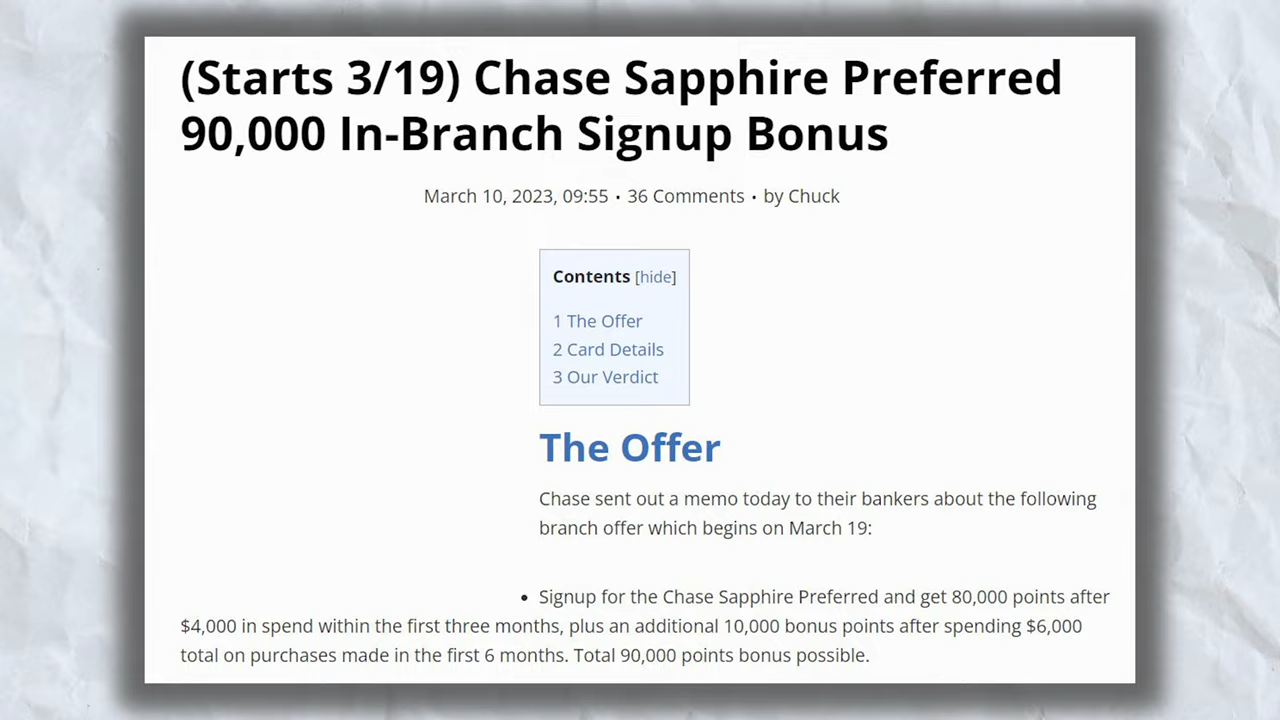 (Starts 3/19) Chase Sapphire Preferred
90,000 In-Branch Signup Bonus
March 10, 2023, 09:55 • 36 Comments • by Chuck
Contents [hide]
1 The Offer
2 Card Details
3 Our Verdict
The Offer
Chase sent out a memo today to their bankers about the following
branch offer which begins on March 19:
• Signup for the Chase Sapphire Preferred and get 80,000 points after
$4,000 in spend within the first three months, plus an additional 10,000 bonus points after spending $6,000
total on purchases made in the first 6 months. Total 90,000 points bonus possible.